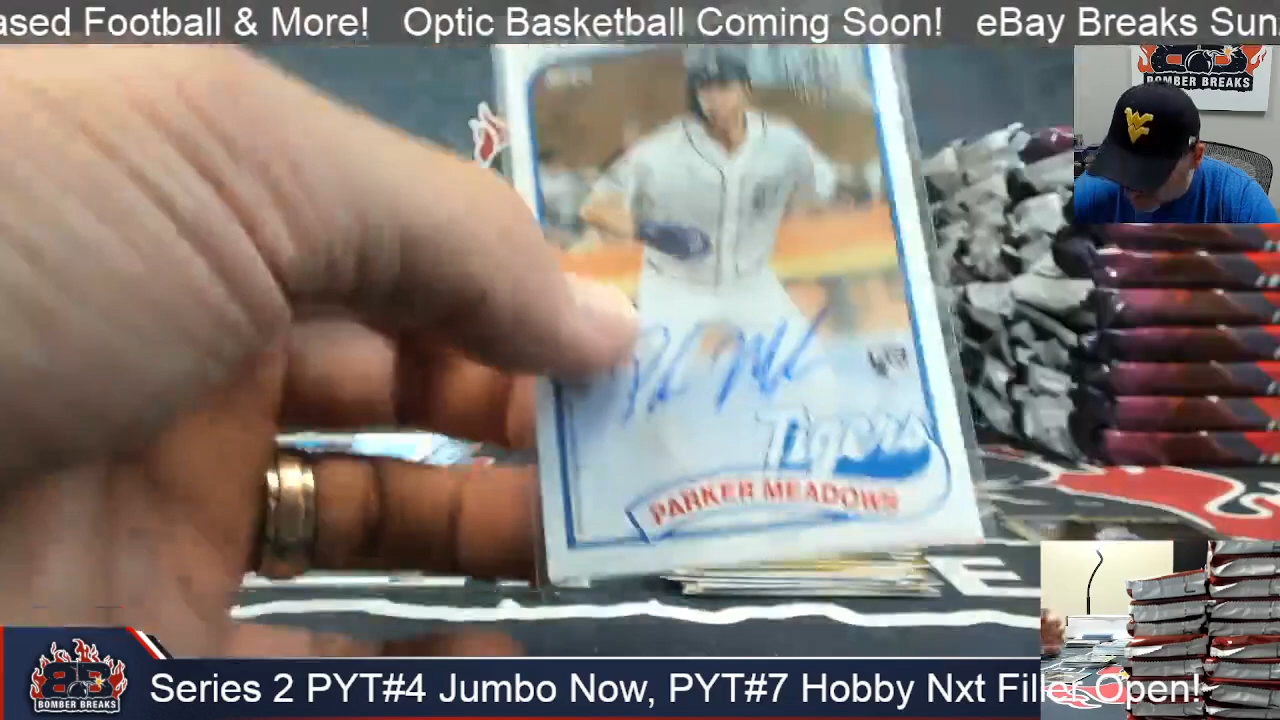 ased Football & More!   Optic Basketball Coming Soon!   eBay Breaks Sun
BOMBER BREAKS
WV
Tigers
PARKER MEADOWS
E
BOMBER BREAKS
Series 2 PYT#4 Jumbo Now, PYT#7 Hobby Nxt Filler Open!